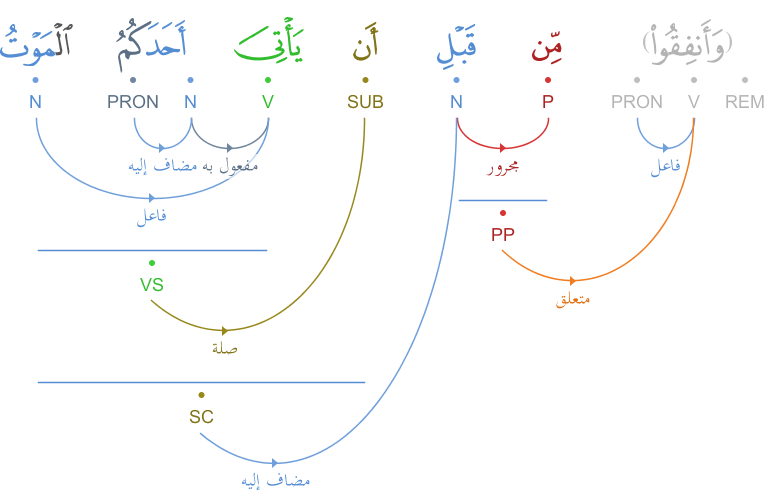 (وَأَنفِقُوا۟) مِّن قَبْلِ أَن يَأْتِىَ أَحَدَكُمُ ٱلْمَوْتُ
REM V PRON P N SUB V N PRON N
فاعل مجرور مفعول به مضاف إليه
فاعل
PP
VS
متعلق
صلة
SC
مضاف إليه